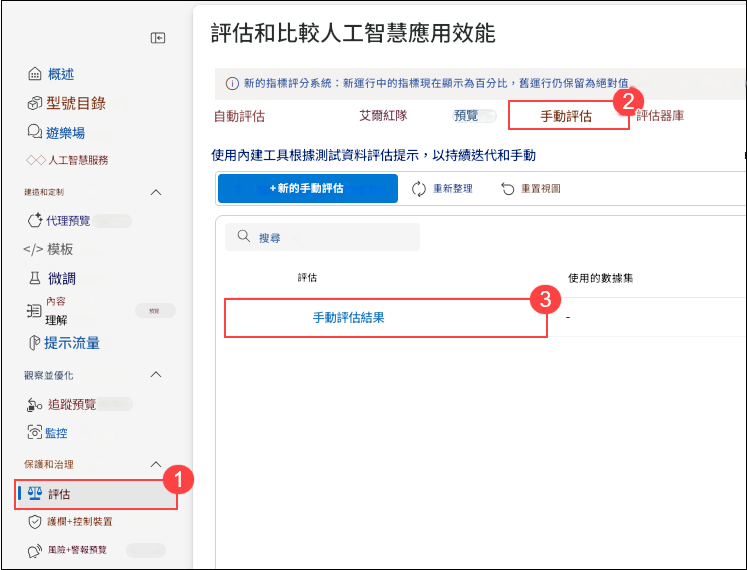 評估和比較人工智慧應用效能
新的指標評分系統：新運行中的指標現在顯示為百分比，舊運行仍保留為絕對值。
自動評估 艾爾紅隊 預覽 手動評估 評估器庫
2
使用內建工具根據測試資料評估提示，以持續迭代和手動
+新的手動評估 重新整理 重置視圖
搜尋
評估 使用的數據集
手動評估結果 -
3
概述
型號目錄
遊樂場
人工智慧服務
建造和定制
代理預覽
</> 模板
微調
內容
理解 預覽
提示流量
觀察並優化
追蹤預覽
監控
保護和治理
1
評估
護欄+控制裝置
風險+警報預覽